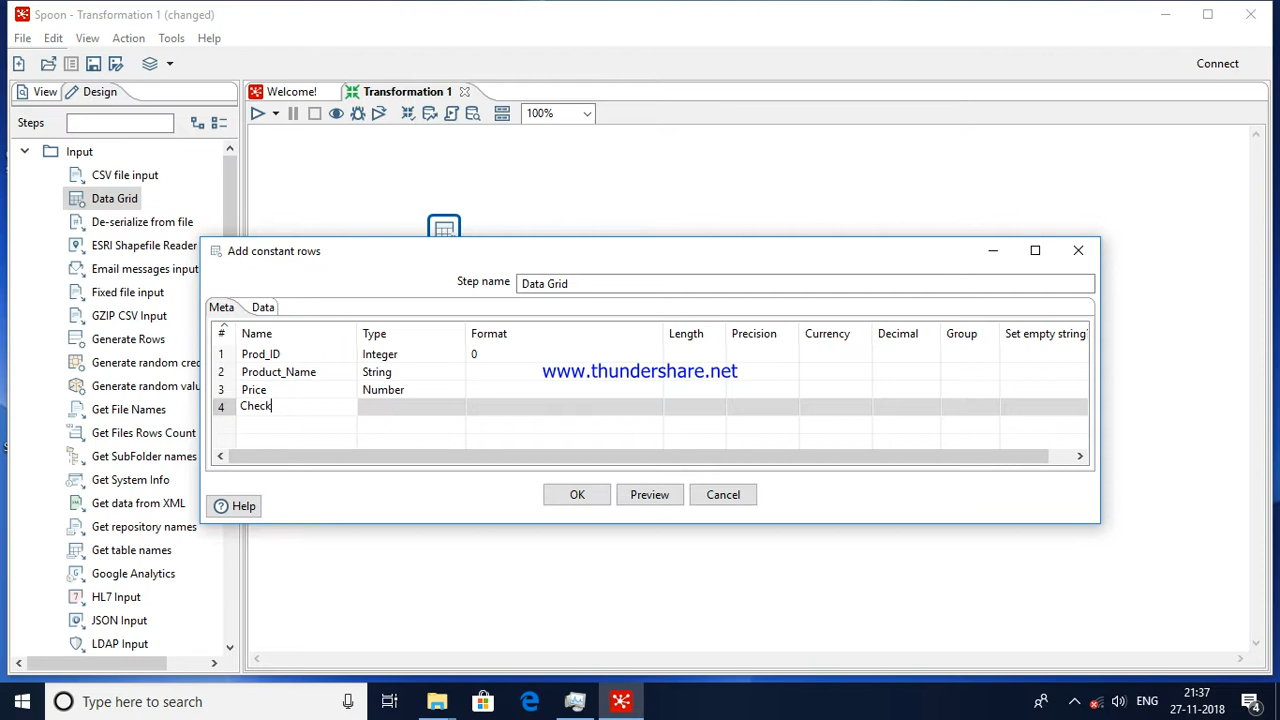 Spoon - Transformation 1 (changed)
File Edit View Action Tools Help
Connect
View Design
Welcome! Transformation 1
Steps
100%
Input
CSV file input
Data Grid
De-serialize from file
ESRI Shapefile Reader
Email messages input
Fixed file input
GZIP CSV Input
Generate Rows
Generate random cre
Generate random valu
Get File Names
Get Files Rows Count
Get SubFolder names
Get System Info
Get data from XML
Get repository names
Get table names
Google Analytics
HL7 Input
JSON Input
LDAP Input
Add constant rows
Step name Data Grid
Meta Data
# Name Type Format Length Precision Currency Decimal Group Set empty string
1 Prod_ID Integer 0
2 Product_Name String
3 Price Number
4 Check
www.thundershare.net
OK Preview Cancel
Help
Type here to search
ENG
21:37
27-11-2018
4